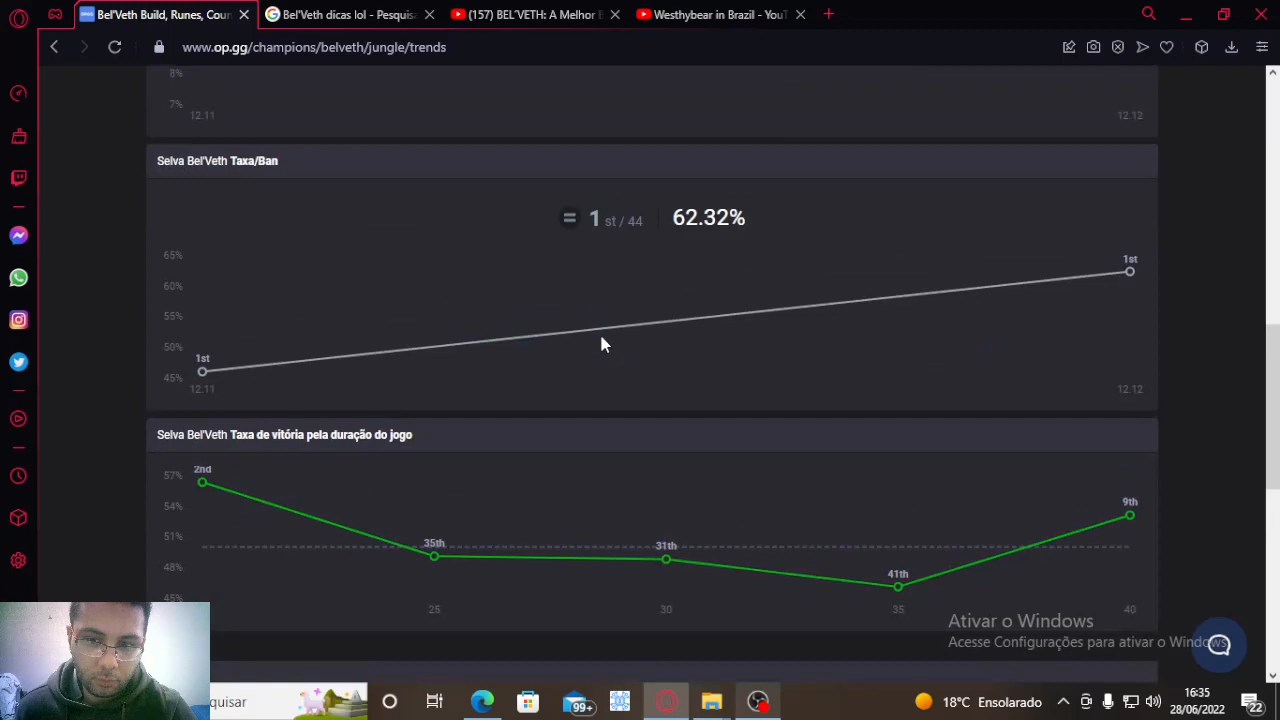 Bel'Veth Build, Runes, Coun
Bel'Veth dicas lol - Pesquisa
(157) BEL'VETH: A Melhor B
Westhybear in Brazil - YouT
www.op.gg/champions/belveth/jungle/trends
8%
7%
12.11
12.12
Selva Bel'Veth Taxa/Ban
1 st / 44
62.32%
65%
60%
55%
50%
45%
1st
1st
12.11
12.12
Selva Bel'Veth Taxa de vitória pela duração do jogo
57%
54%
51%
48%
45%
2nd
35th
31th
41th
9th
25
30
35
40
Ativar o Windows
Acesse Configurações para ativar o Windows.
quisar
99+
18°C Ensolarado
16:35
28/06/2022
22